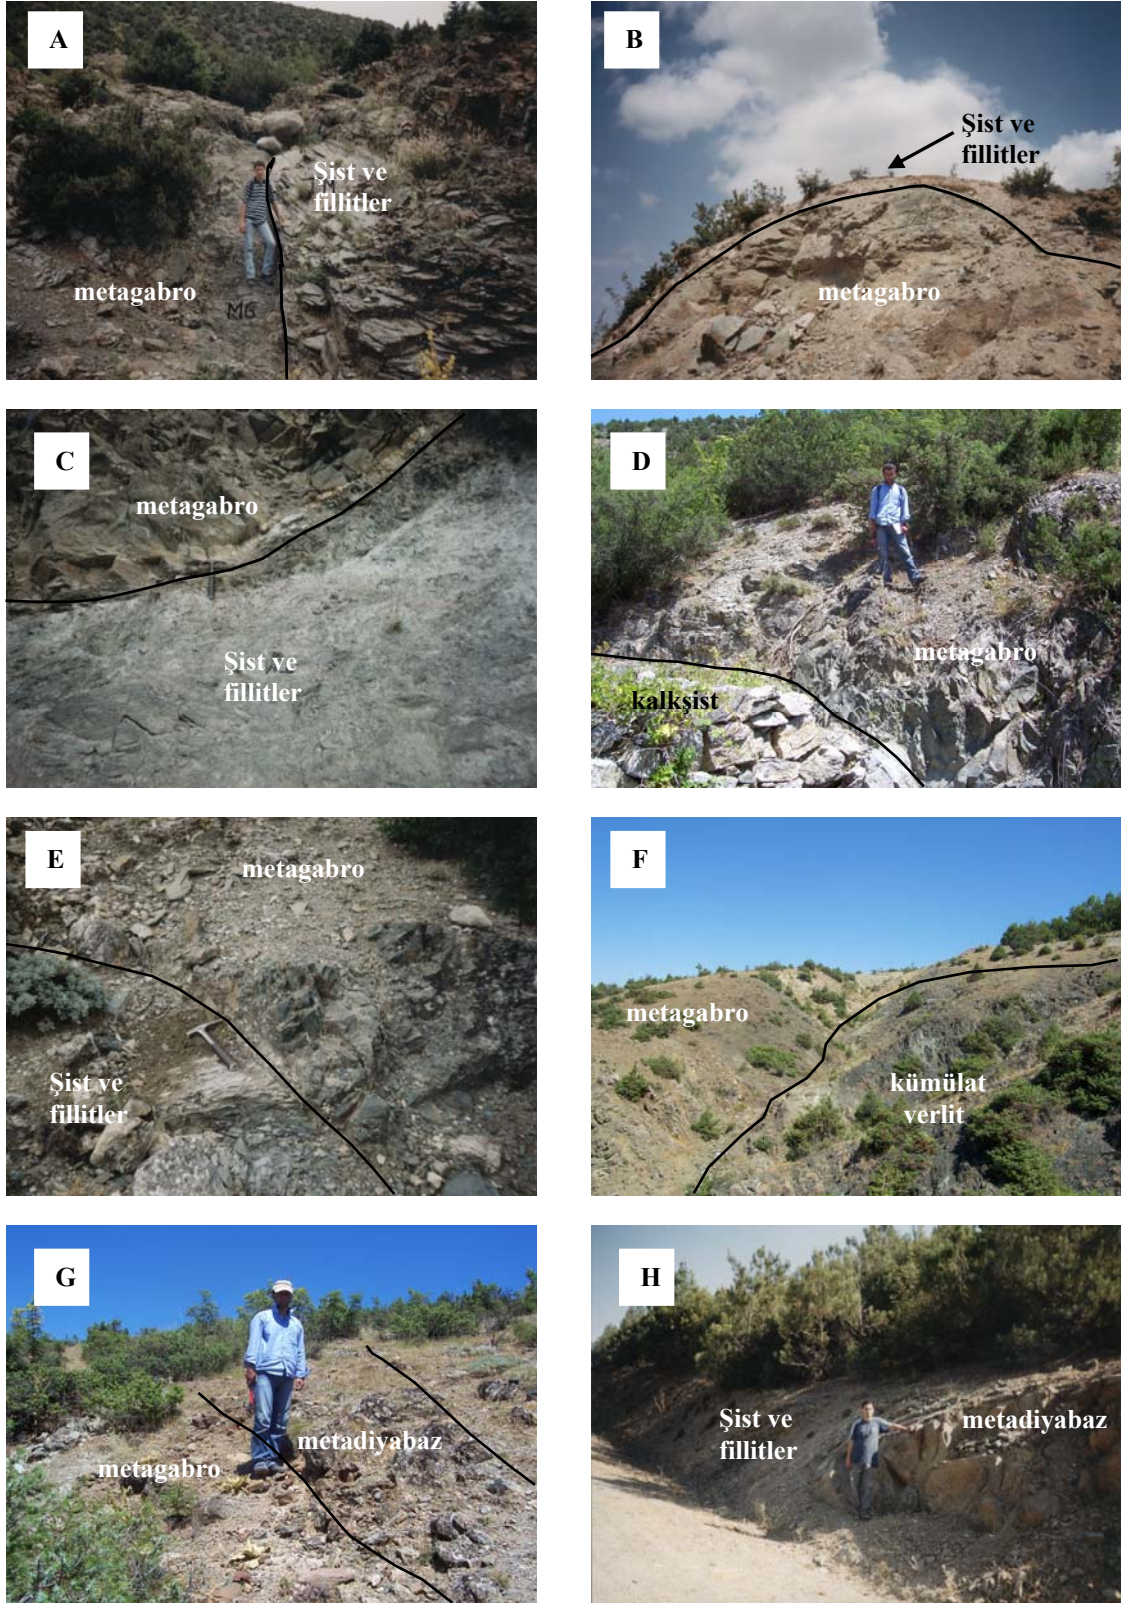 A
Şist ve
fillitler
M
metagabro
MG
B
Şist ve
fillitler
metagabro
C
metagabro
Şist ve
fillitler
D
metagabro
kalkşist
E
metagabro
Şist ve
fillitler
F
metagabro
kümülat
verlit
G
metadiyabaz
metagabro
H
Şist ve
fillitler
metadiyabaz